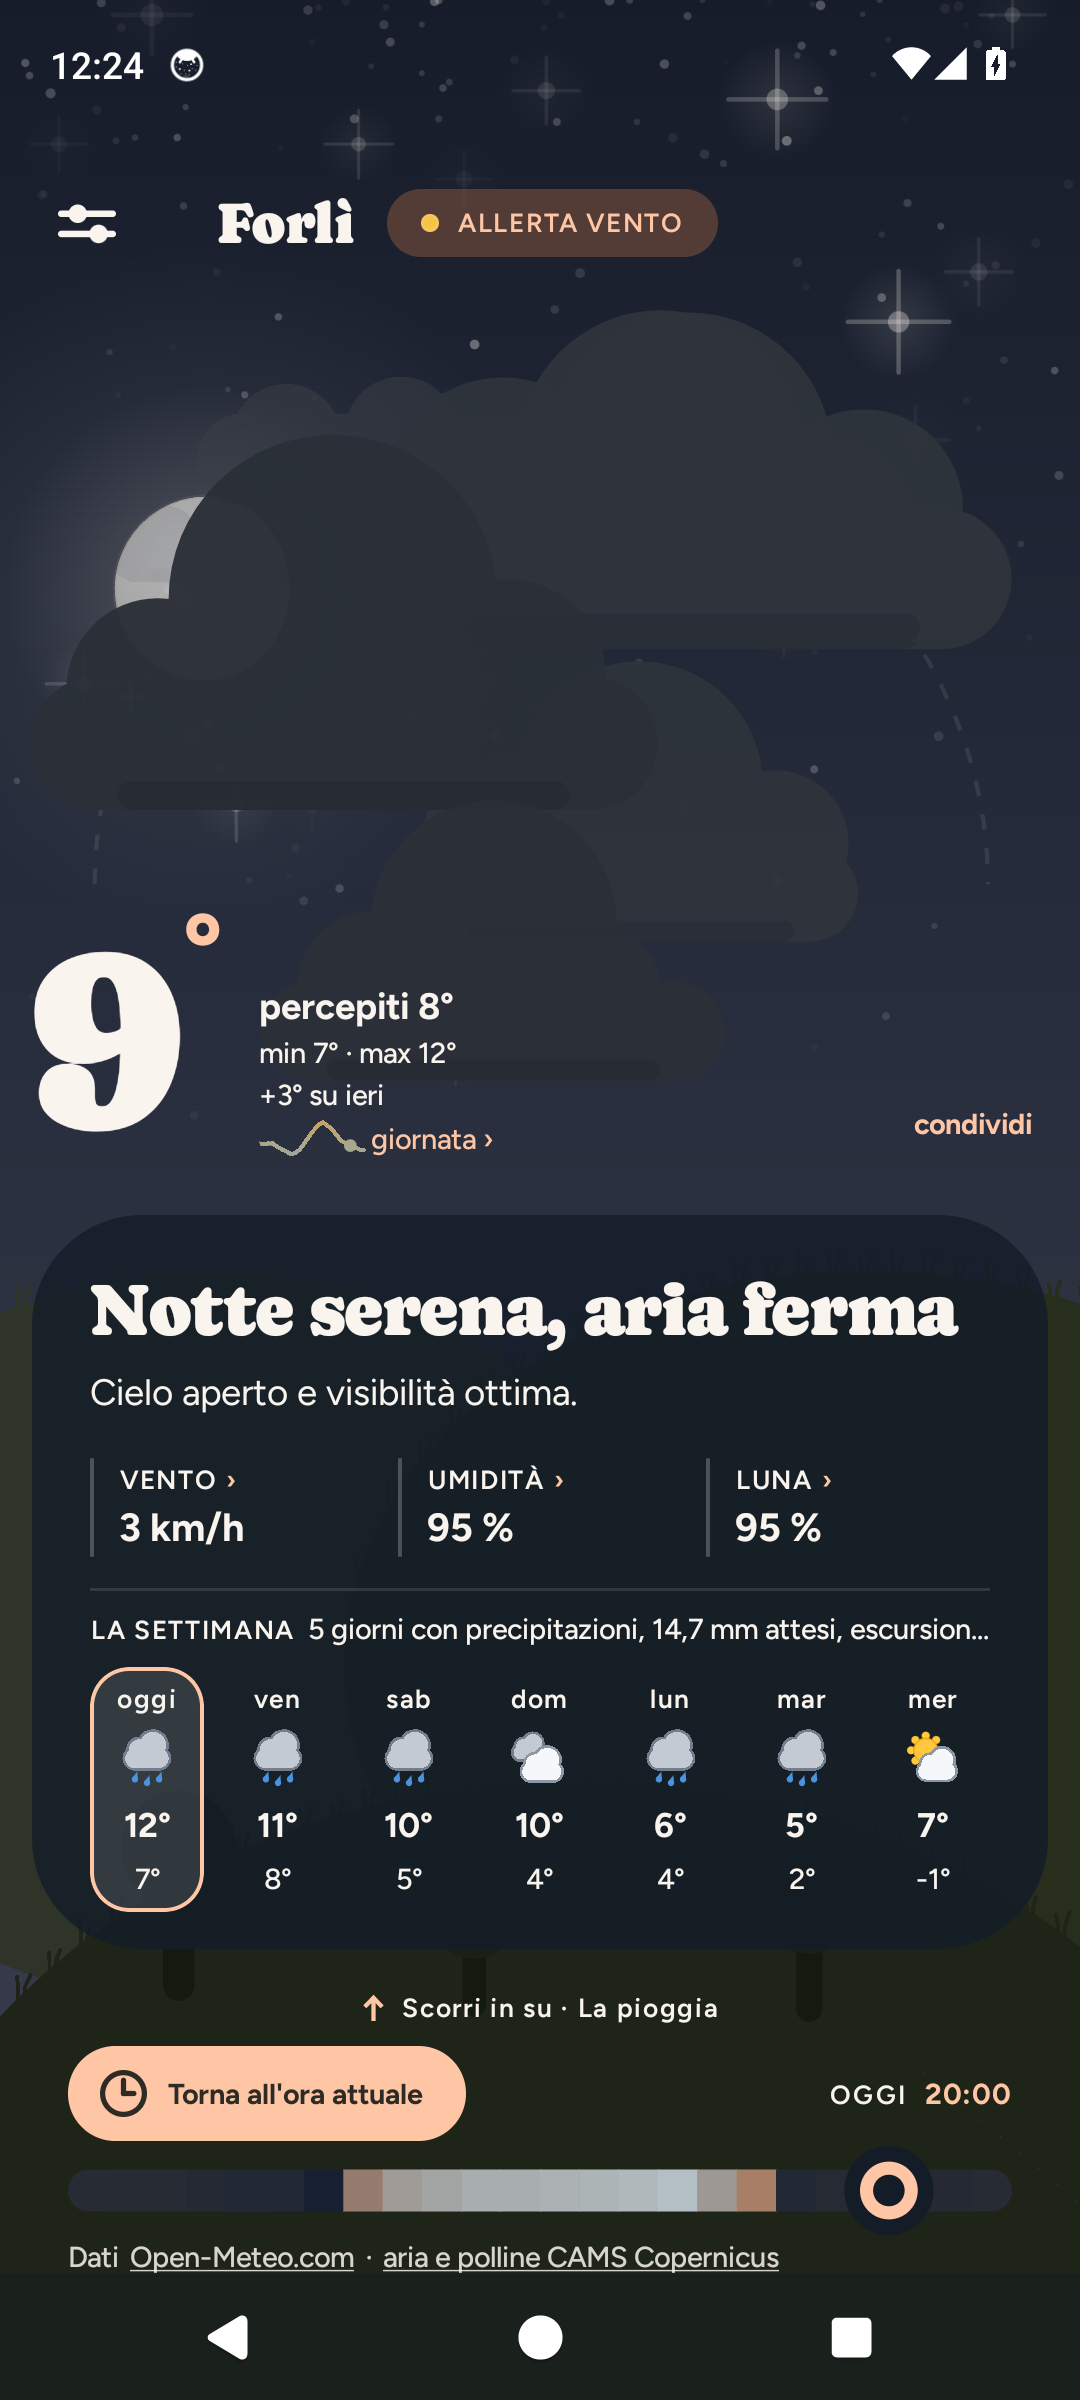 12:24
Forlì
ALLERTA VENTO
9°
percepiti 8°
min 7° · max 12°
+3° su ieri
giornata ›
condividi
Notte serena, aria ferma
Cielo aperto e visibilità ottima.
VENTO › UMIDITÀ › LUNA ›
3 km/h 95 % 95 %
LA SETTIMANA 5 giorni con precipitazioni, 14,7 mm attesi, escursion...
oggi ven sab dom lun mar mer
12° 11° 10° 10° 6° 5° 7°
7° 8° 5° 4° 4° 2° -1°
↑ Scorri in su · La pioggia
Torna all'ora attuale
OGGI 20:00
Dati Open-Meteo.com · aria e polline CAMS Copernicus